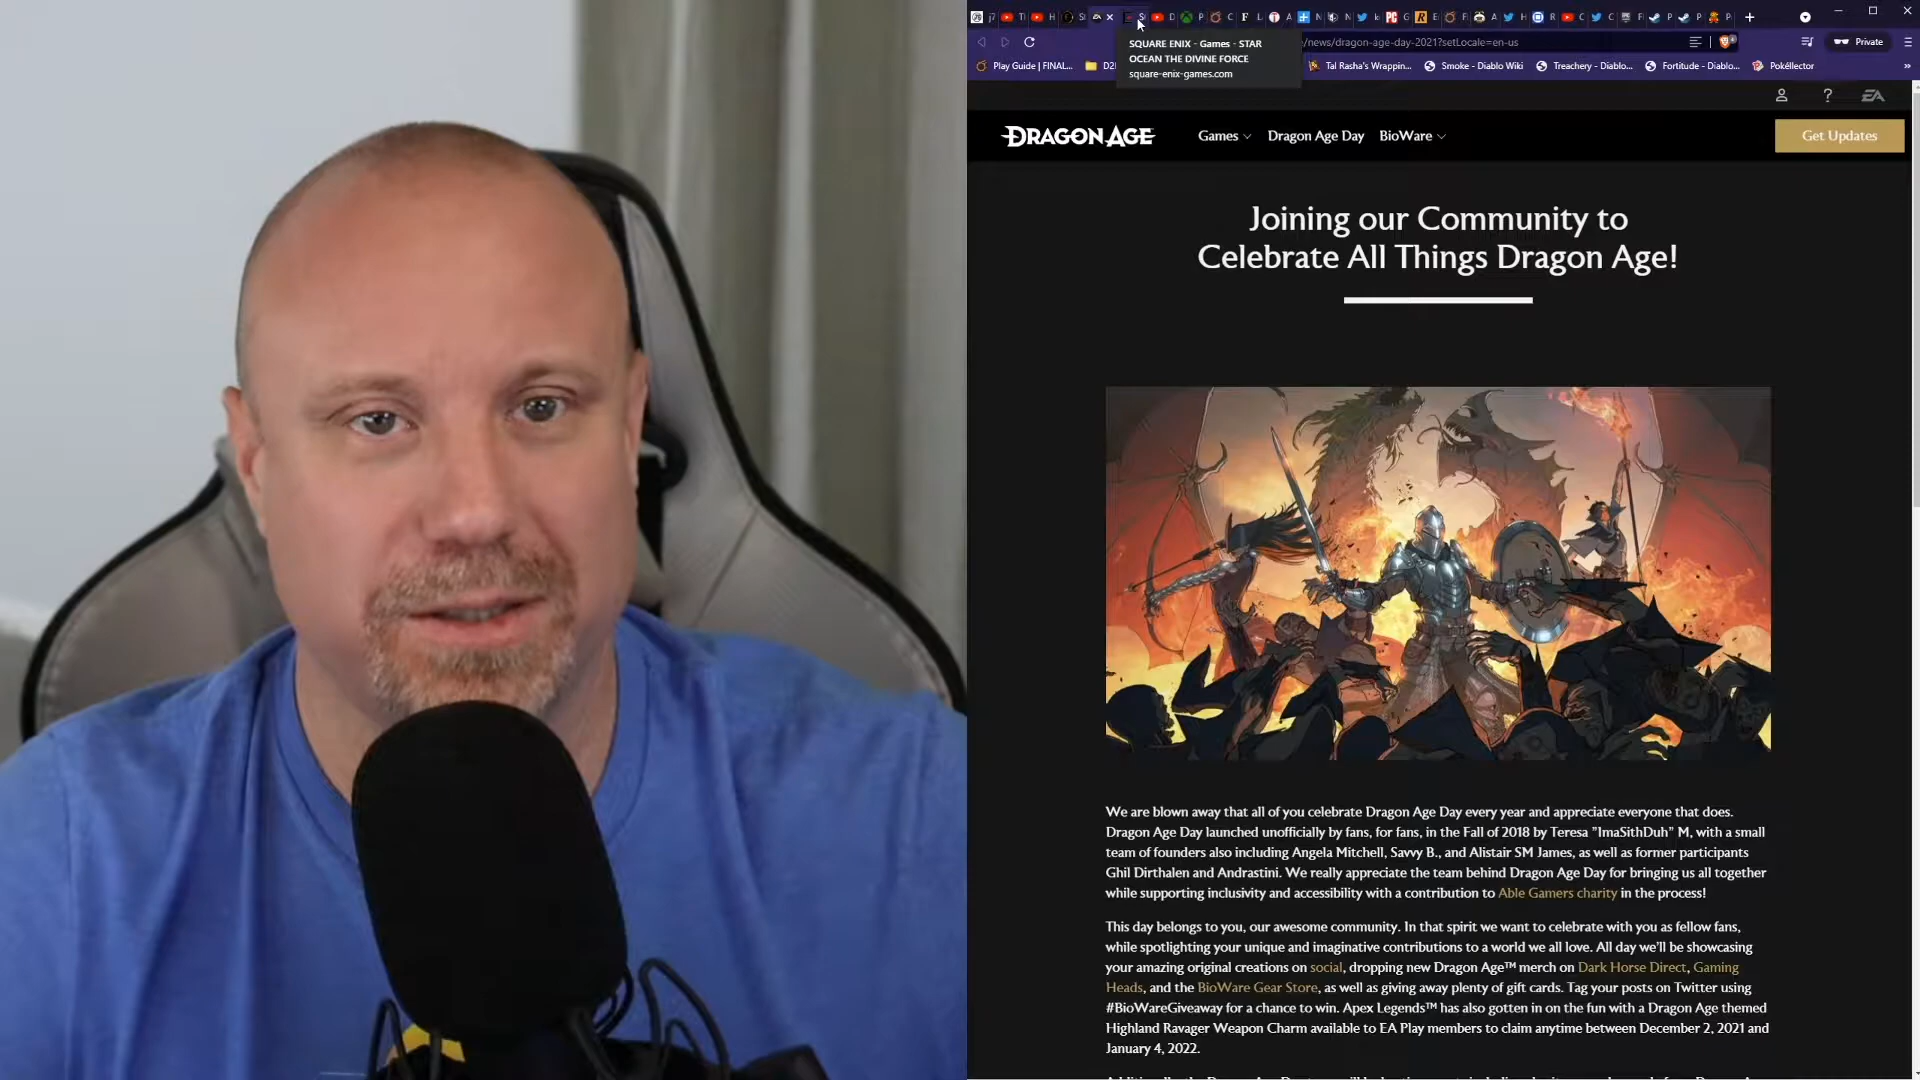 SQUARE ENIX - Games - STAR
OCEAN THE DIVINE FORCE
square-enix-games.com
/news/dragon-age-day-2021?setLocale=en-us
Private
Play Guide | FINAL...
Tal Rasha's Wrappin...
Smoke - Diablo Wiki
Treachery - Diablo...
Fortitude - Diablo...
Pokéllector
EA
DRAGON AGE
Games
Dragon Age Day
BioWare
Get Updates
Joining our Community to
Celebrate All Things Dragon Age!
We are blown away that all of you celebrate Dragon Age Day every year and appreciate everyone that does.
Dragon Age Day launched unofficially by fans, for fans, in the Fall of 2018 by Teresa "ImaSithDuh" M, with a small
team of founders also including Angela Mitchell, Savvy B., and Alistair SM James, as well as former participants
Ghil Dirthalen and Andrastini. We really appreciate the team behind Dragon Age Day for bringing us all together
while supporting inclusivity and accessibility with a contribution to Able Gamers charity in the process!
This day belongs to you, our awesome community. In that spirit we want to celebrate with you as fellow fans,
while spotlighting your unique and imaginative contributions to a world we all love. All day we'll be showcasing
your amazing original creations on social, dropping new Dragon Age™ merch on Dark Horse Direct, Gaming
Heads, and the BioWare Gear Store, as well as giving away plenty of gift cards. Tag your posts on Twitter using
#BioWareGiveaway for a chance to win. Apex Legends™ has also gotten in on the fun with a Dragon Age themed
Highland Ravager Weapon Charm available to EA Play members to claim anytime between December 2, 2021 and
January 4, 2022.